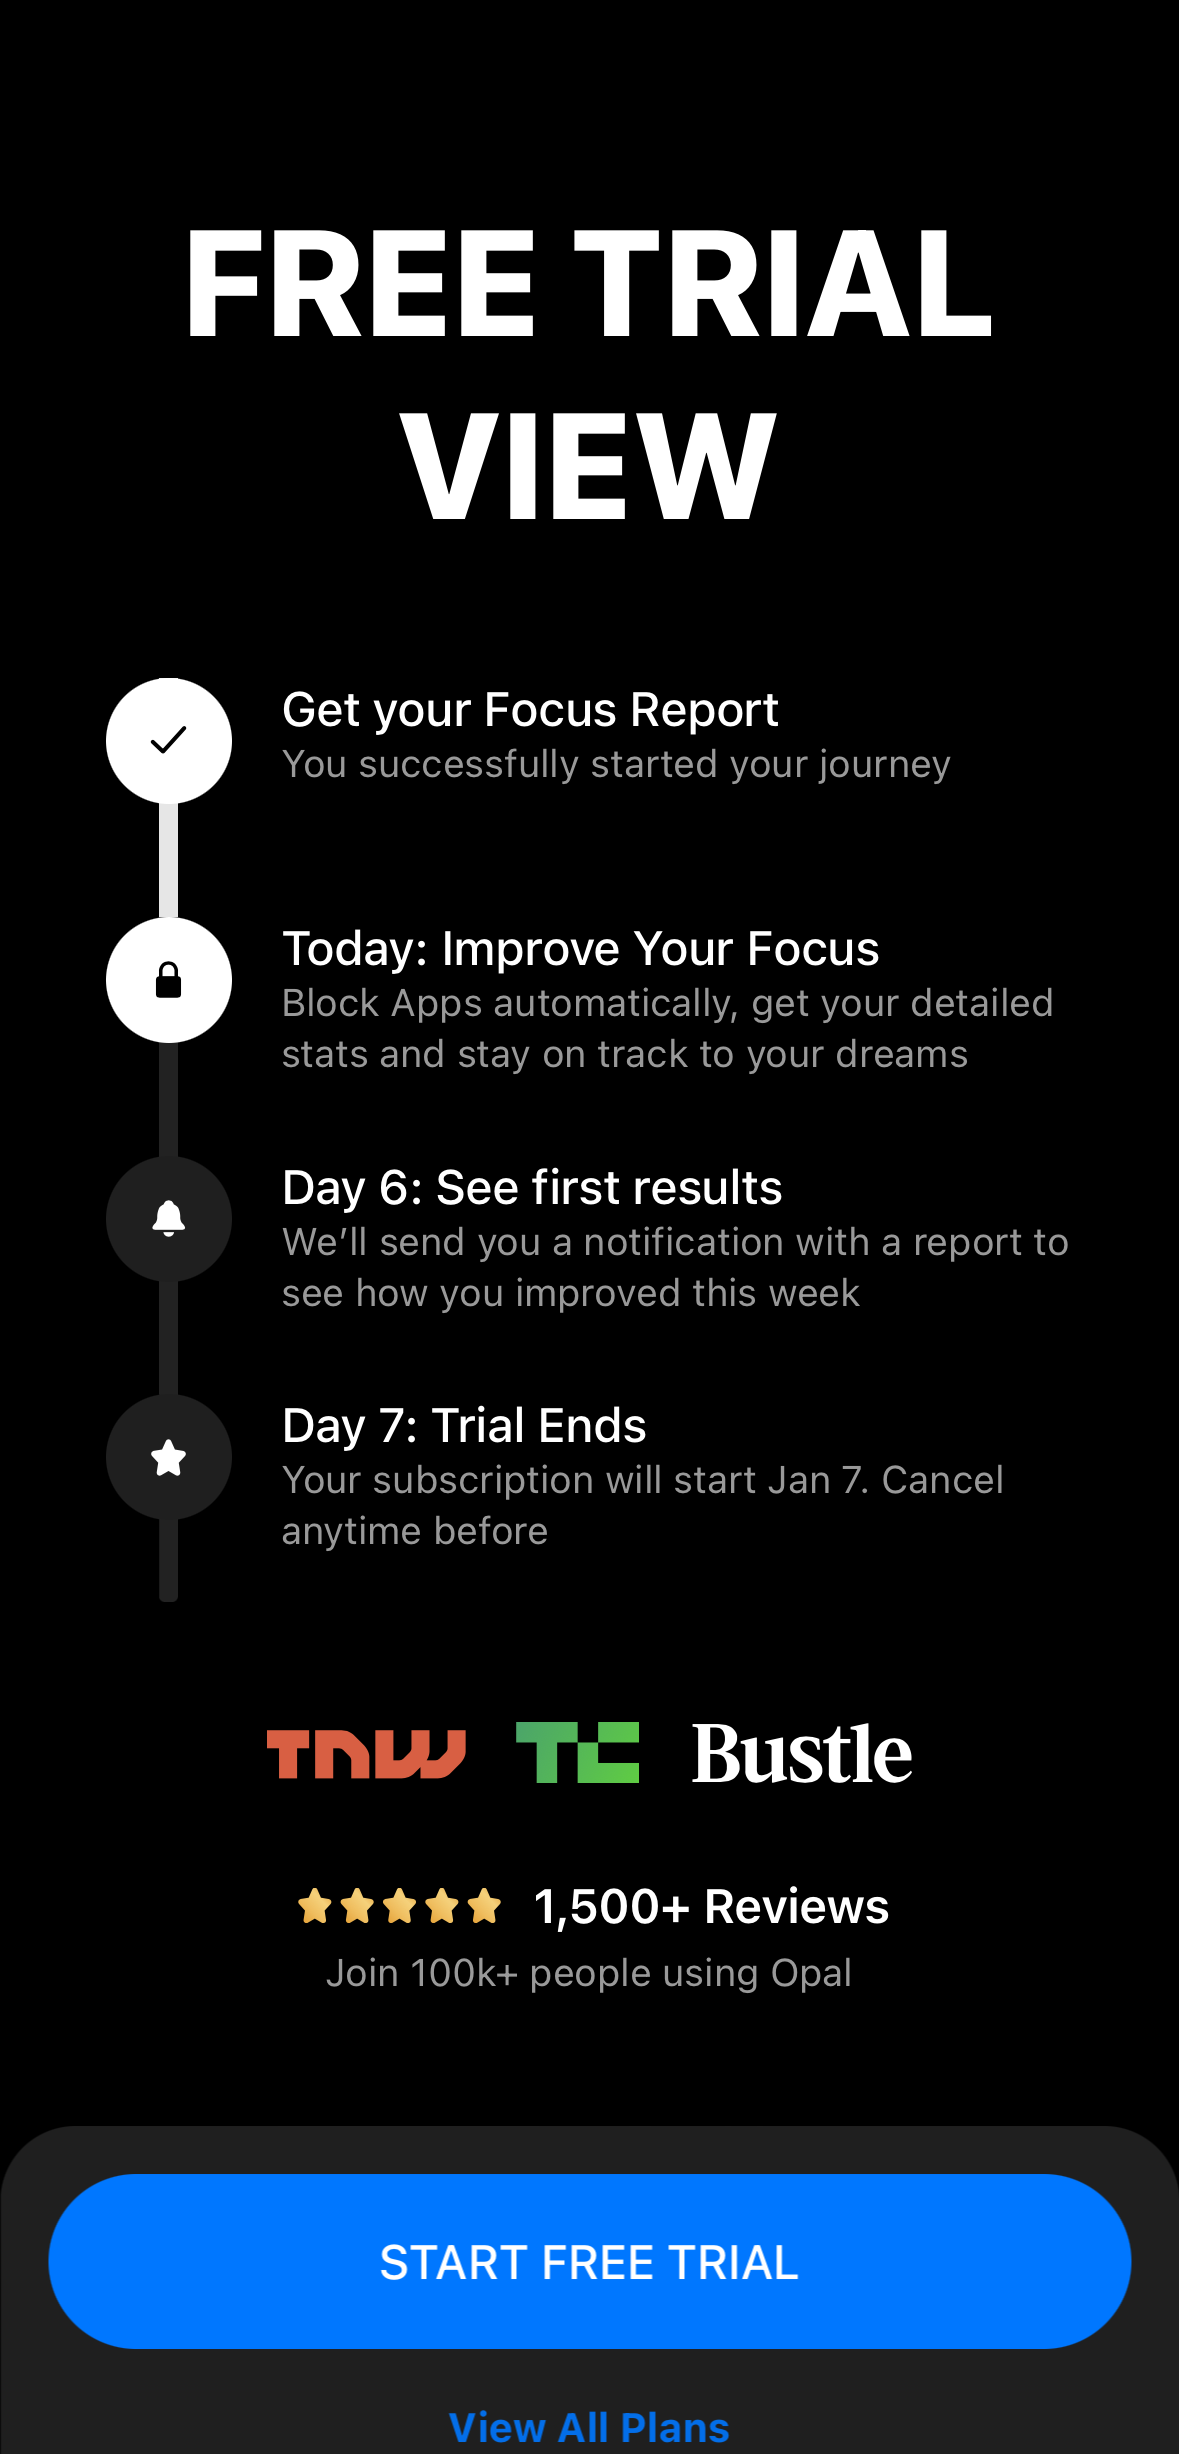 FREE TRIAL
VIEW
Get your Focus Report
You successfully started your journey
Today: Improve Your Focus
Block Apps automatically, get your detailed
stats and stay on track to your dreams
Day 6: See first results
We’ll send you a notification with a report to
see how you improved this week
Day 7: Trial Ends
Your subscription will start Jan 7. Cancel
anytime before
TNW TC Bustle
1,500+ Reviews
Join 100k+ people using Opal
START FREE TRIAL
View All Plans